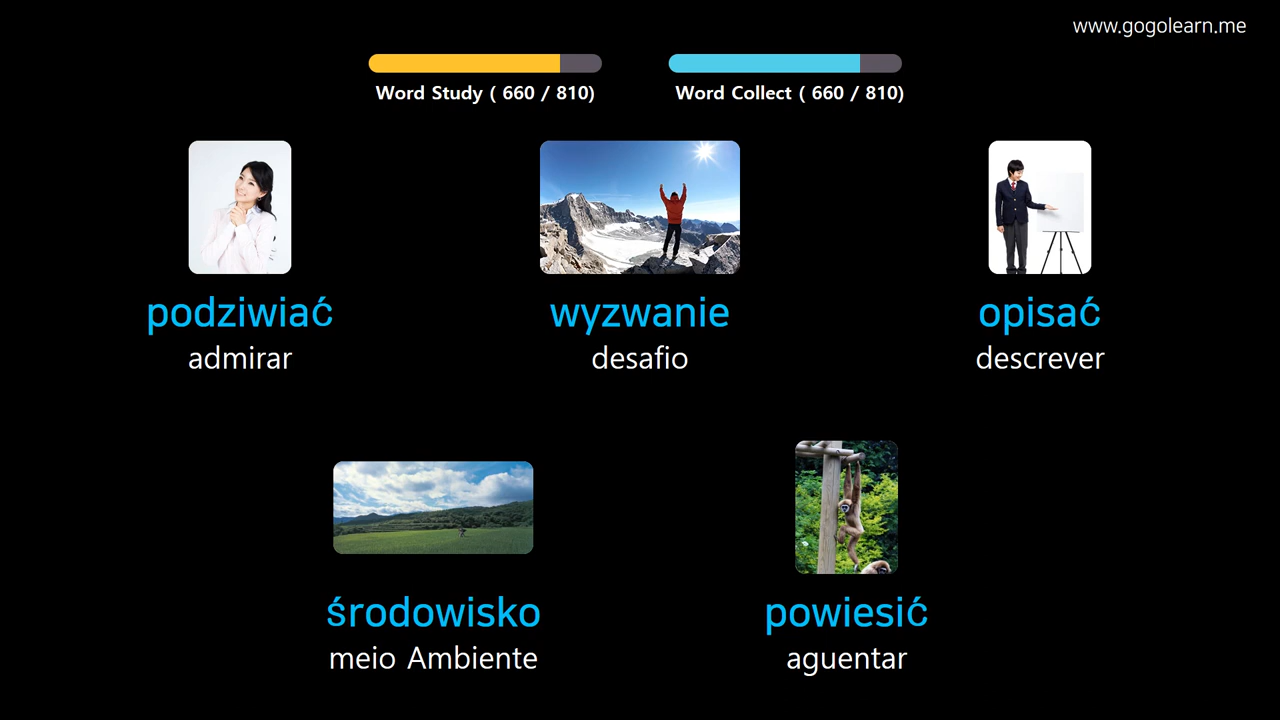 www.gogolearn.me
Word Study ( 660 / 810)
Word Collect ( 660 / 810)
podziwiać
admirar
wyzwanie
desafio
opisać
descrever
środowisko
meio Ambiente
powiesić
aguentar